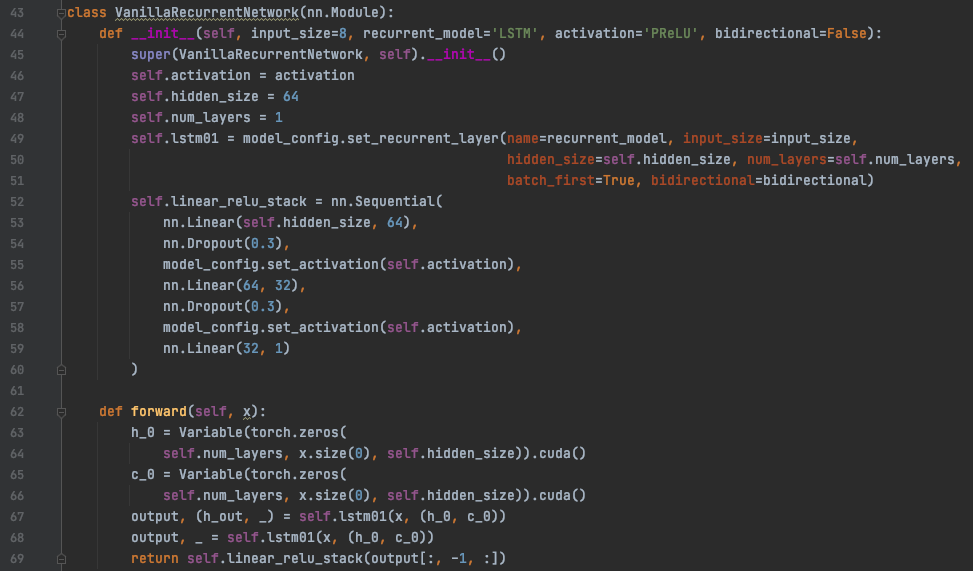 43 class VanillaRecurrentNetwork(nn.Module):
44     def __init__(self, input_size=8, recurrent_model='LSTM', activation='PReLU', bidirectional=False):
45         super(VanillaRecurrentNetwork, self).__init__()
46         self.activation = activation
47         self.hidden_size = 64
48         self.num_layers = 1
49         self.lstm01 = model_config.set_recurrent_layer(name=recurrent_model, input_size=input_size,
50                                                        hidden_size=self.hidden_size, num_layers=self.num_layers,
51                                                        batch_first=True, bidirectional=bidirectional)
52         self.linear_relu_stack = nn.Sequential(
53             nn.Linear(self.hidden_size, 64),
54             nn.Dropout(0.3),
55             model_config.set_activation(self.activation),
56             nn.Linear(64, 32),
57             nn.Dropout(0.3),
58             model_config.set_activation(self.activation),
59             nn.Linear(32, 1)
60         )
61
62     def forward(self, x):
63         h_0 = Variable(torch.zeros(
64             self.num_layers, x.size(0), self.hidden_size)).cuda()
65         c_0 = Variable(torch.zeros(
66             self.num_layers, x.size(0), self.hidden_size)).cuda()
67         output, (h_out, _) = self.lstm01(x, (h_0, c_0))
68         output, _ = self.lstm01(x, (h_0, c_0))
69         return self.linear_relu_stack(output[:, -1, :])